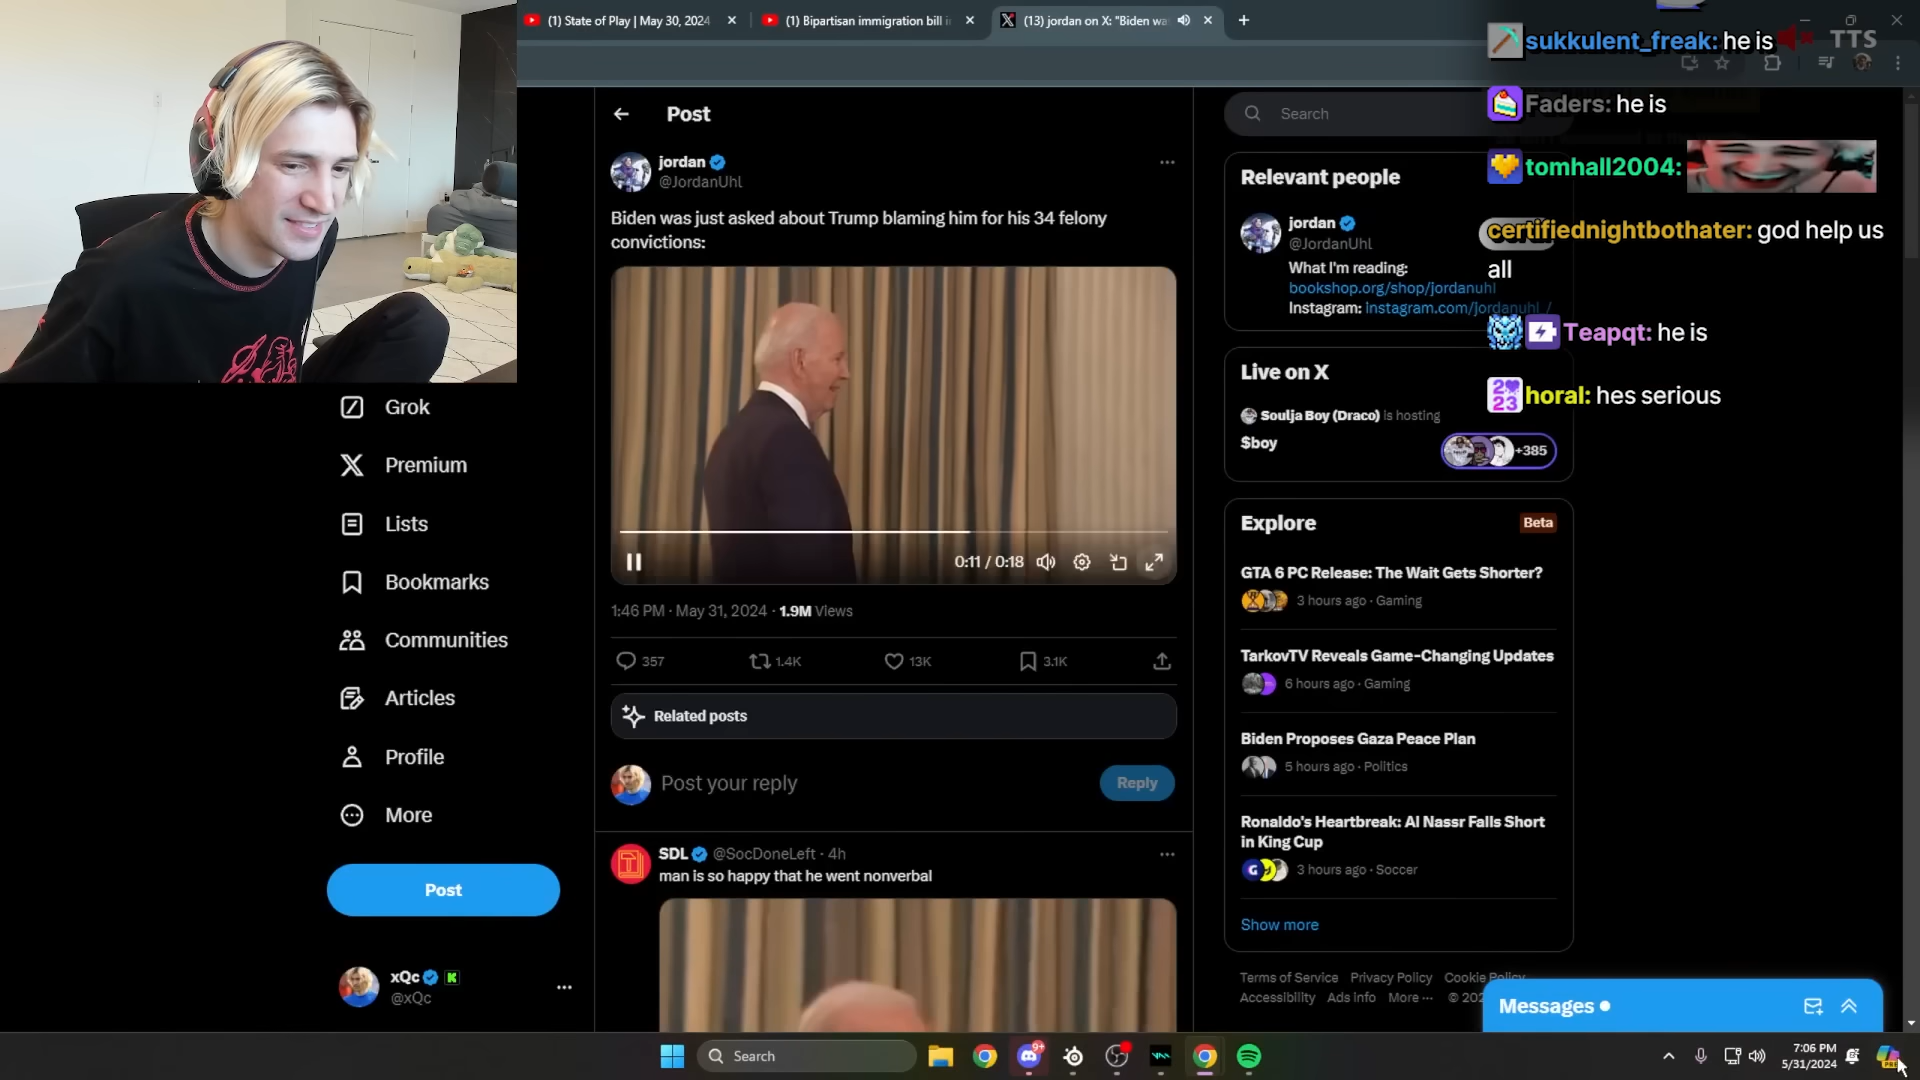 (1) State of Play | May 30, 2024
(1) Bipartisan immigration bill i
(13) jordan on X: "Biden wa
sukkulent_freak: he is
TTS
Faders: he is
tomhall2004:
certifiednightbothater: god help us
all
Teapqt: he is
horal: hes serious
Post
jordan
@JordanUhl
Biden was just asked about Trump blaming him for his 34 felony
convictions:
0:11 / 0:18
1:46 PM · May 31, 2024 · 1.9M Views
357
1.4K
13K
3.1K
Related posts
Post your reply
Reply
SDL @SocDoneLeft · 4h
man is so happy that he went nonverbal
Search
Relevant people
jordan
@JordanUhl
What I'm reading:
bookshop.org/shop/jordanuhl
Instagram: instagram.com/jordanuhl_/
Live on X
Soulja Boy (Draco) is hosting
$boy
+385
Explore
Beta
GTA 6 PC Release: The Wait Gets Shorter?
3 hours ago · Gaming
TarkovTV Reveals Game-Changing Updates
6 hours ago · Gaming
Biden Proposes Gaza Peace Plan
5 hours ago · Politics
Ronaldo's Heartbreak: Al Nassr Falls Short
in King Cup
3 hours ago · Soccer
Show more
Terms of Service Privacy Policy Cookie Policy
Accessibility Ads info More ··· © 202
Messages
Grok
Premium
Lists
Bookmarks
Communities
Articles
Profile
More
Post
xQc
@xQc
Search
9+
7:06 PM
5/31/2024